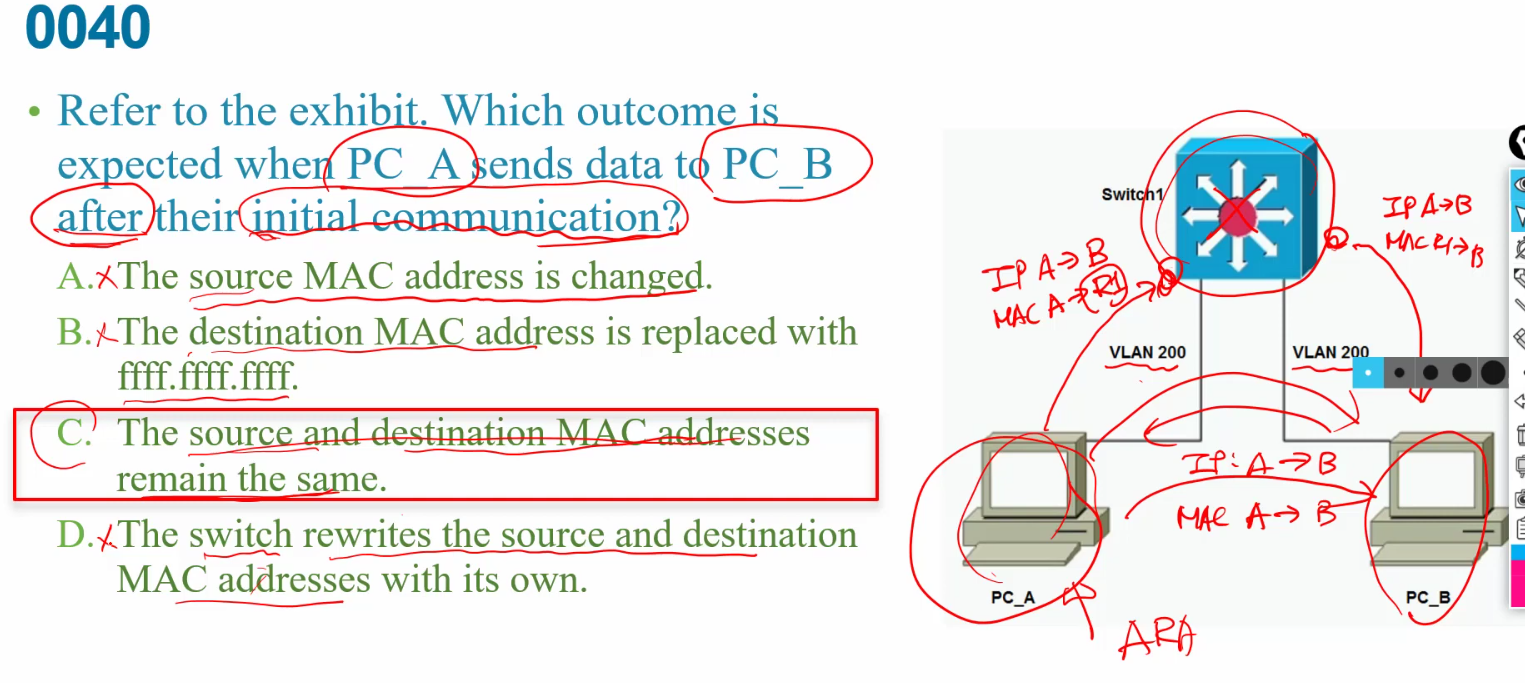 0040
• Refer to the exhibit. Which outcome is
expected when PC_A sends data to PC_B
after their initial communication?
A. The source MAC address is changed.
B. The destination MAC address is replaced with
ffff.ffff.ffff.
C. The source and destination MAC addresses
remain the same.
D. The switch rewrites the source and destination
MAC addresses with its own.
Switch1
IP A→B
MAC R1→B
IP A→B
MAC A→R1
VLAN 200
VLAN 200
IP: A→B
MAC A→B
PC_A
PC_B